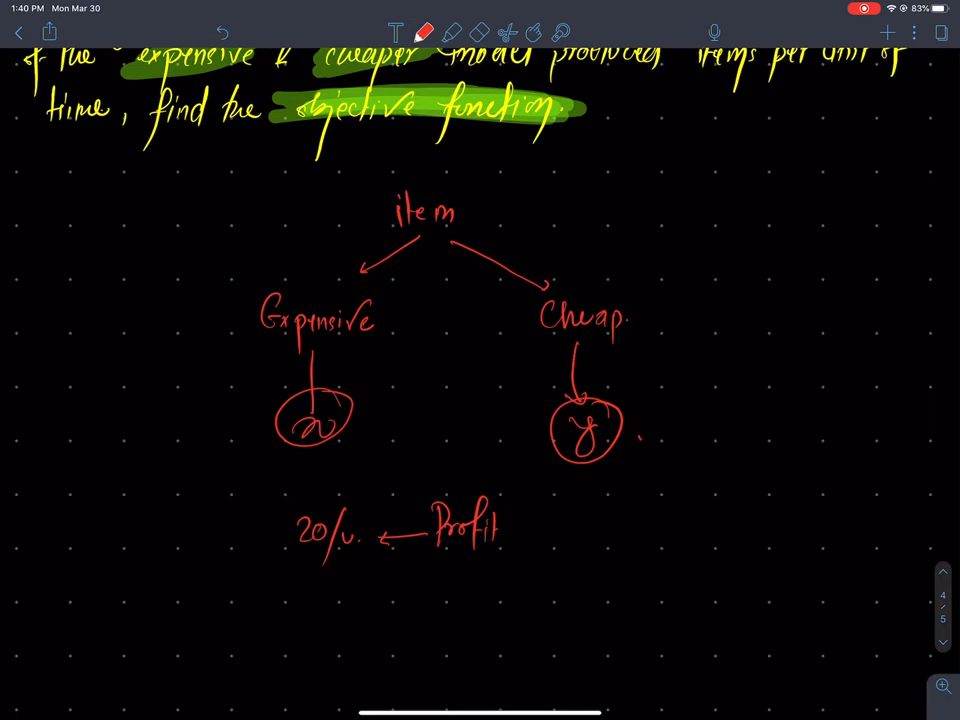 1:40 PM Mon Mar 30
83%
T
of the expensive & cheaper model produced items per unit of
time, find the objective function.
item
Expensive Cheap.
x y
20/u. Profit
4
/
5